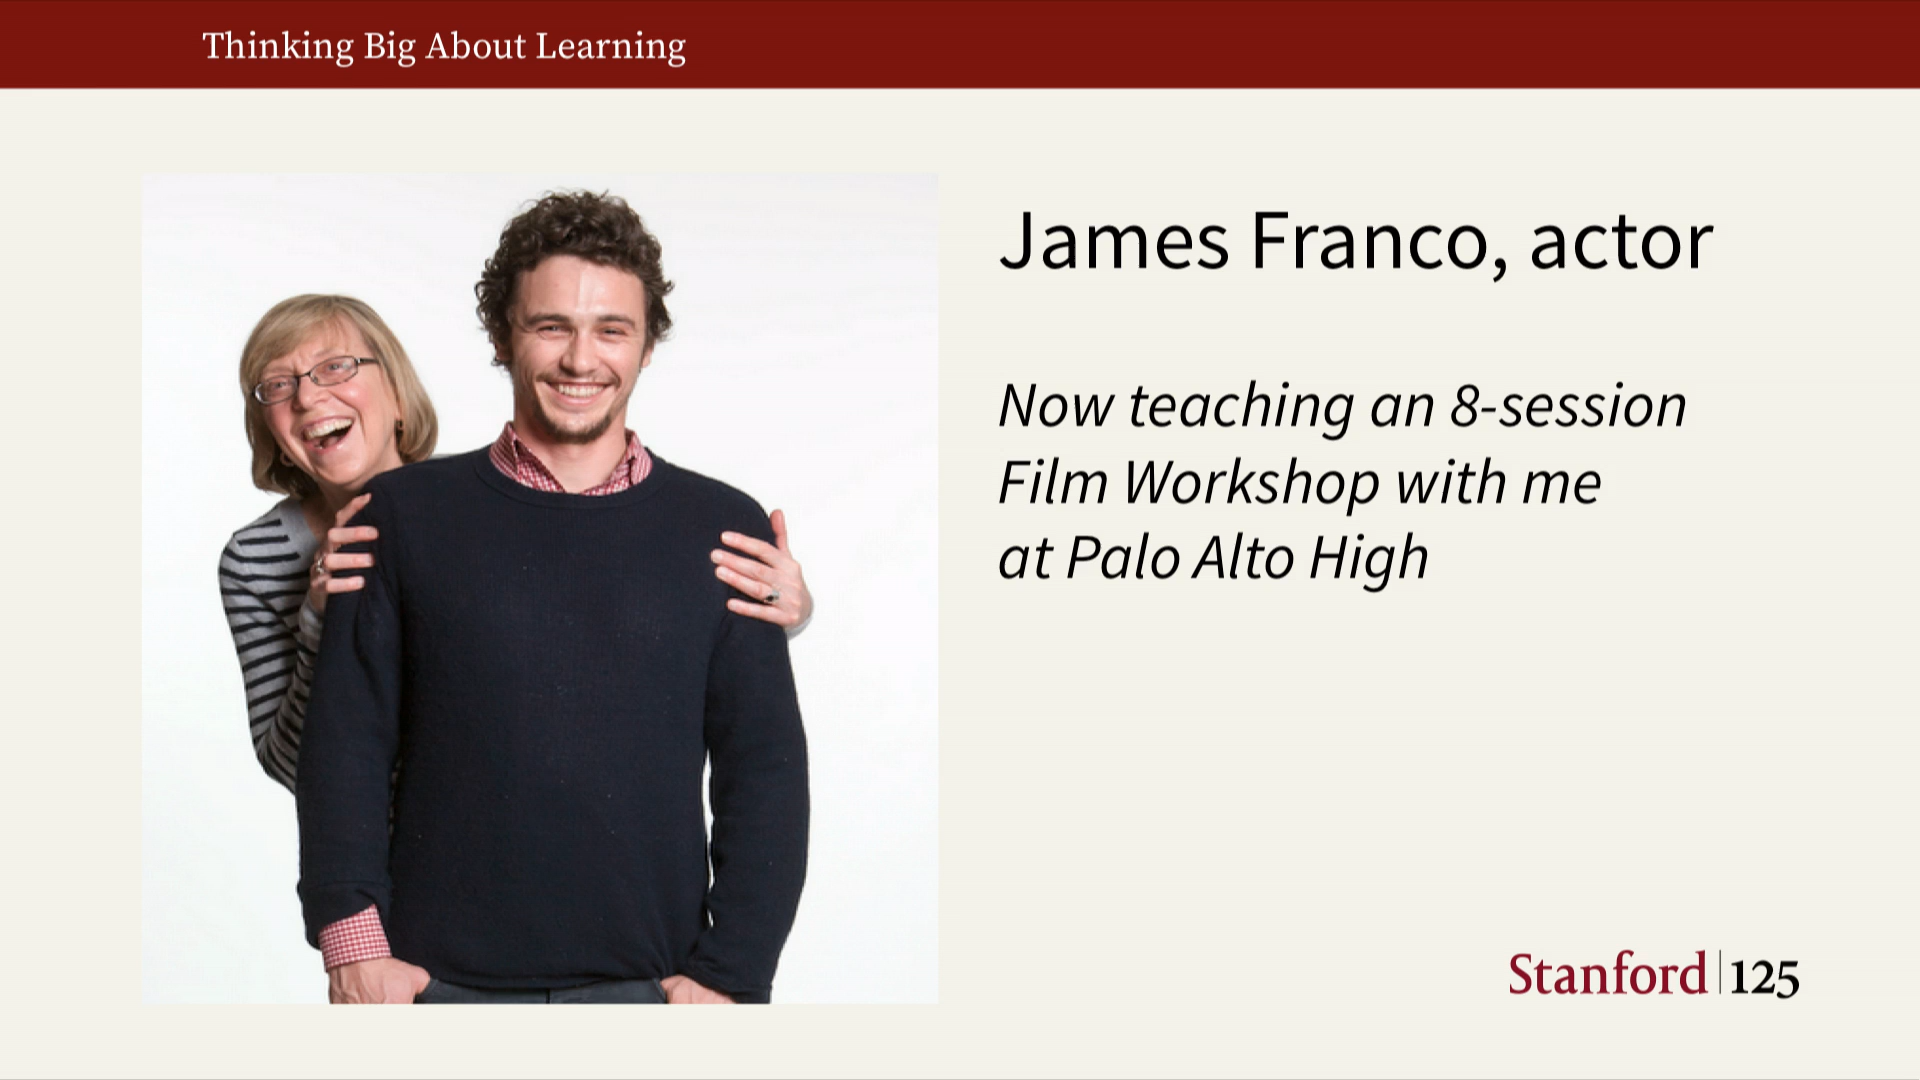 Thinking Big About Learning
James Franco, actor
Now teaching an 8-session
Film Workshop with me
at Palo Alto High
Stanford | 125